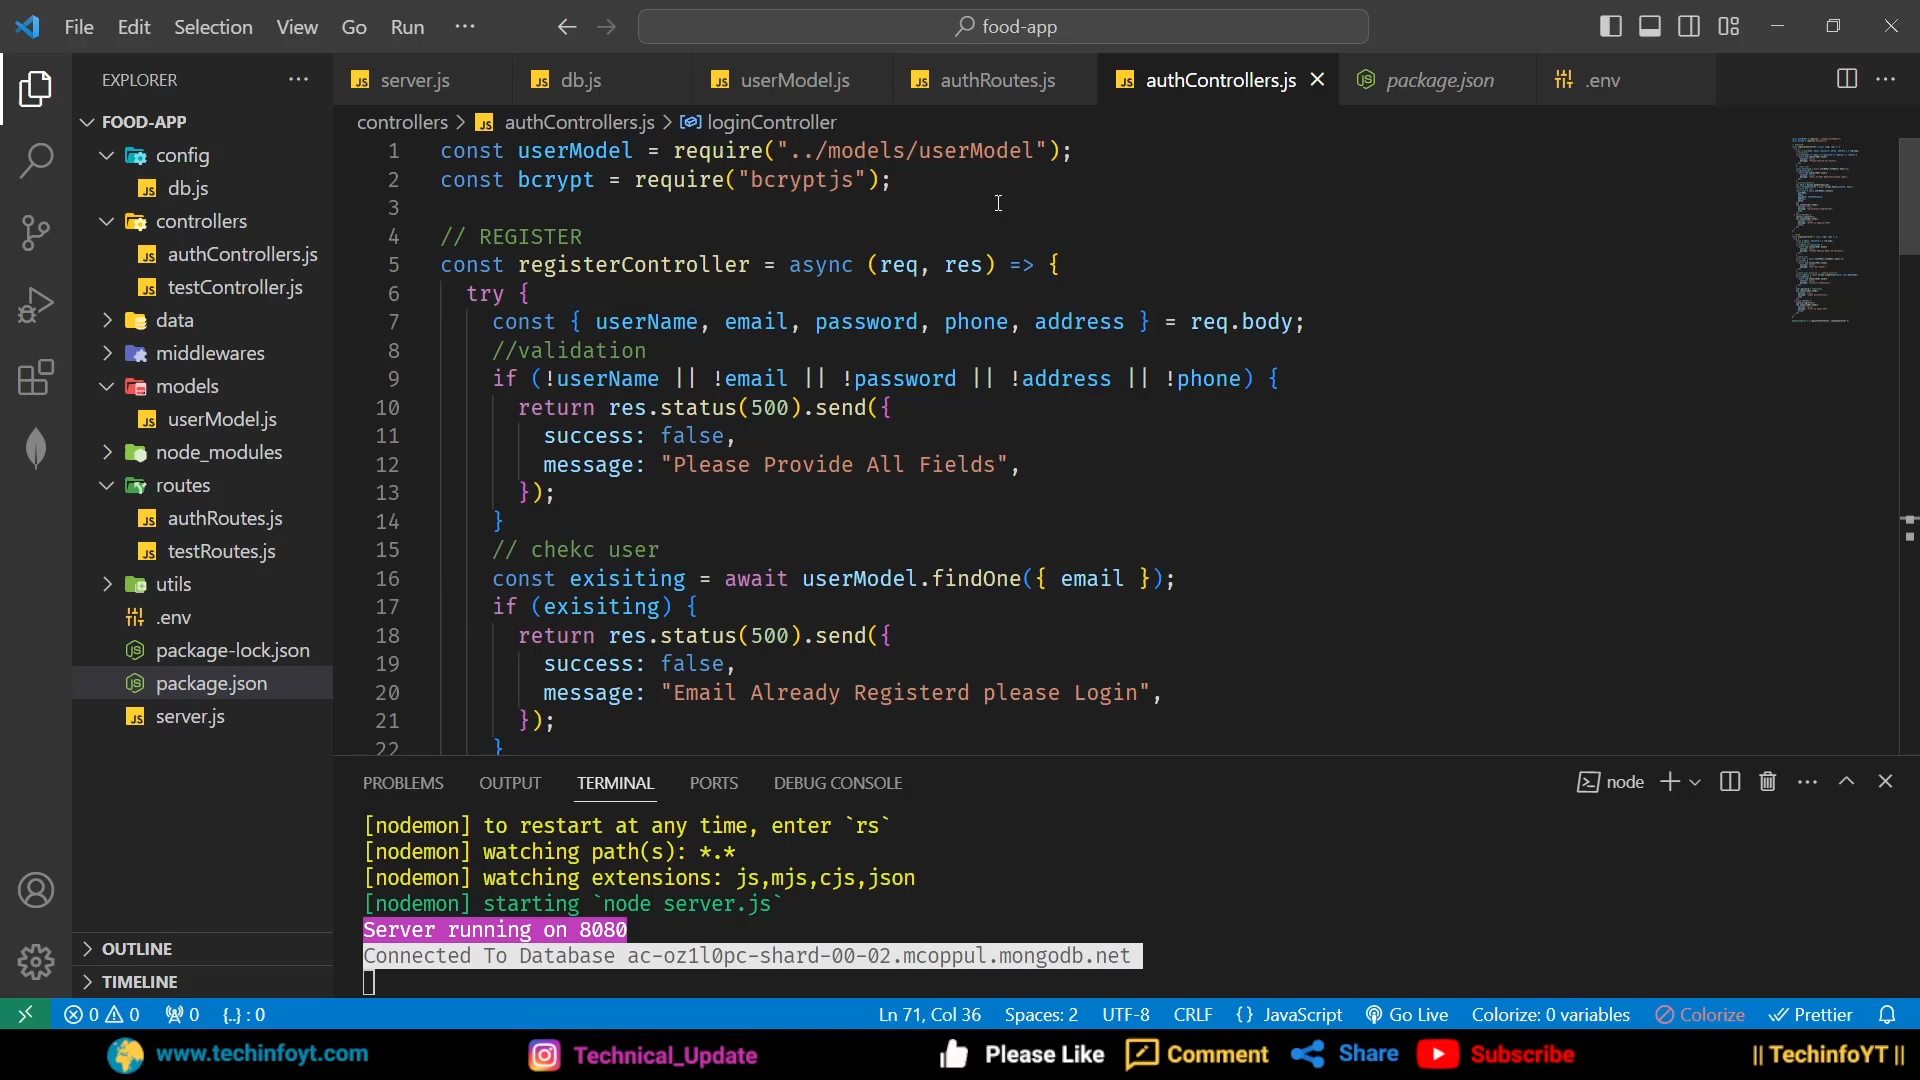 File Edit Selection View Go Run ··· food-app
EXPLORER ···
FOOD-APP
config
db.js
controllers
authControllers.js
testController.js
data
middlewares
models
userModel.js
node_modules
routes
authRoutes.js
testRoutes.js
utils
.env
package-lock.json
package.json
server.js
OUTLINE
TIMELINE
server.js db.js userModel.js authRoutes.js authControllers.js package.json .env
controllers > authControllers.js > loginController
1 const userModel = require("../models/userModel");
2 const bcrypt = require("bcryptjs");
3
4 // REGISTER
5 const registerController = async (req, res) => {
6 try {
7 const { userName, email, password, phone, address } = req.body;
8 //validation
9 if (!userName || !email || !password || !address || !phone) {
10 return res.status(500).send({
11 success: false,
12 message: "Please Provide All Fields",
13 });
14 }
15 // chekc user
16 const exisiting = await userModel.findOne({ email });
17 if (exisiting) {
18 return res.status(500).send({
19 success: false,
20 message: "Email Already Registerd please Login",
21 });
22 }
PROBLEMS OUTPUT TERMINAL PORTS DEBUG CONSOLE node
[nodemon] to restart at any time, enter `rs`
[nodemon] watching path(s): *.*
[nodemon] watching extensions: js,mjs,cjs,json
[nodemon] starting `node server.js`
Server running on 8080
Connected To Database ac-oz1l0pc-shard-00-02.mcoppul.mongodb.net
0 0 0 {..} : 0 Ln 71, Col 36 Spaces: 2 UTF-8 CRLF {} JavaScript Go Live Colorize: 0 variables Colorize Prettier
www.techinfoyt.com Technical_Update Please Like Comment Share Subscribe || TechinfoYT ||